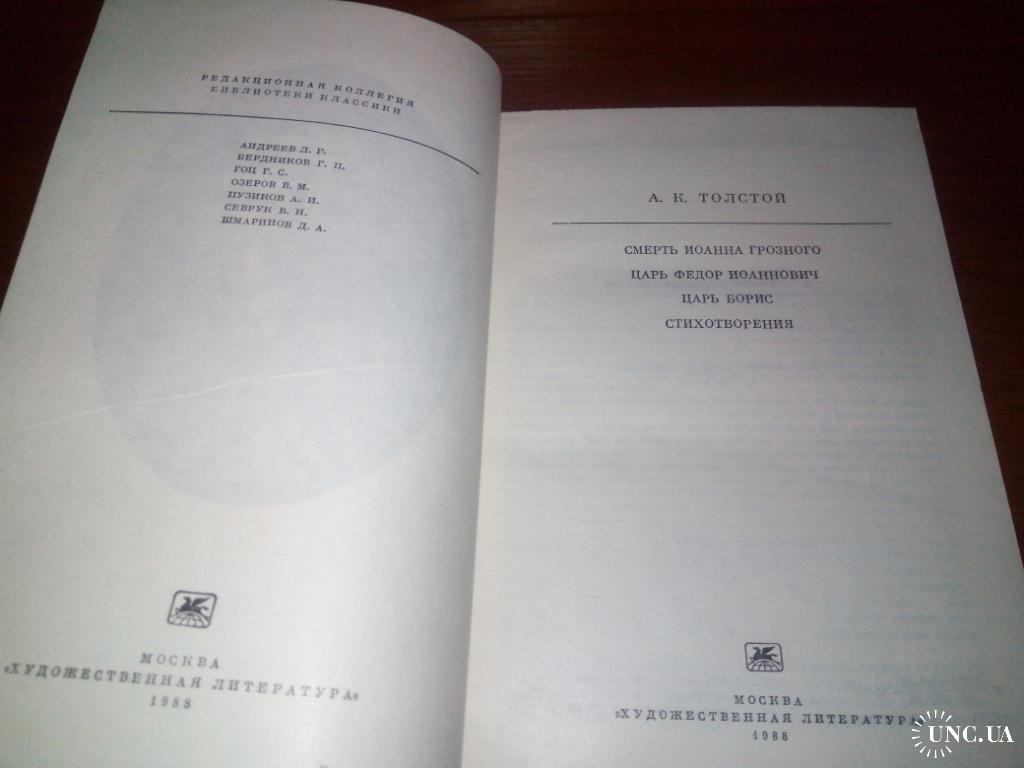 РЕДАКЦИОННАЯ КОЛЛЕГИЯ
БИБЛИОТЕКИ КЛАССИКИ
АНДРЕЕВ Л. Г.
БЕРДНИКОВ Г. П.
ГОЦ Г. С.
ОЗЕРОВ В. М.
ПУЗИКОВ А. И.
СЕВРУК В. Н.
ШМАРИНОВ Д. А.
МОСКВА
«ХУДОЖЕСТВЕННАЯ ЛИТЕРАТУРА»
1988
А. К. ТОЛСТОЙ
СМЕРТЬ ИОАННА ГРОЗНОГО
ЦАРЬ ФЕДОР ИОАННОВИЧ
ЦАРЬ БОРИС
СТИХОТВОРЕНИЯ
МОСКВА
«ХУДОЖЕСТВЕННАЯ ЛИТЕРАТУРА
1988
UNC.UA